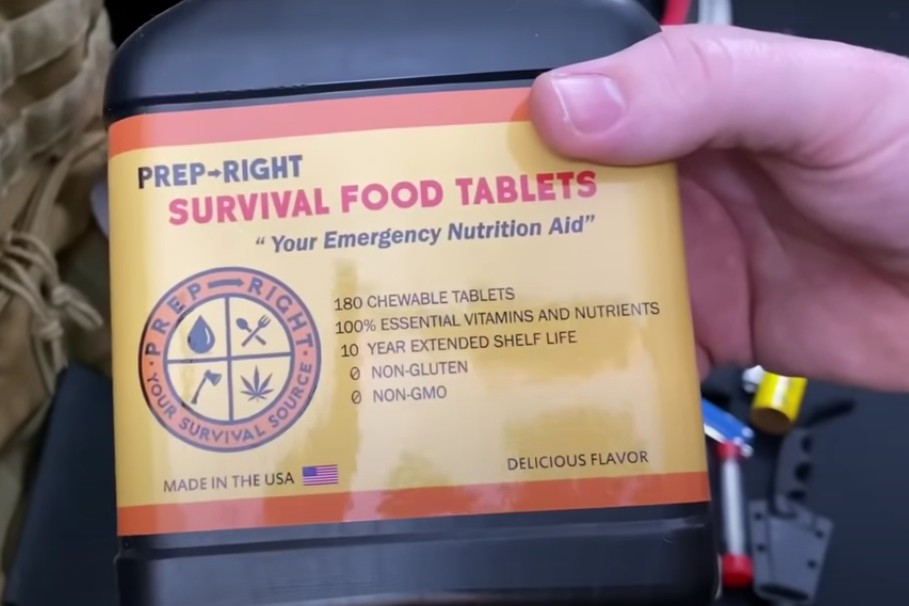 PREP→RIGHT
SURVIVAL FOOD TABLETS
“Your Emergency Nutrition Aid”
PREP→RIGHT
· YOUR SURVIVAL SOURCE ·
180 CHEWABLE TABLETS
100% ESSENTIAL VITAMINS AND NUTRIENTS
10 YEAR EXTENDED SHELF LIFE
0 NON-GLUTEN
0 NON-GMO
MADE IN THE USA
DELICIOUS FLAVOR